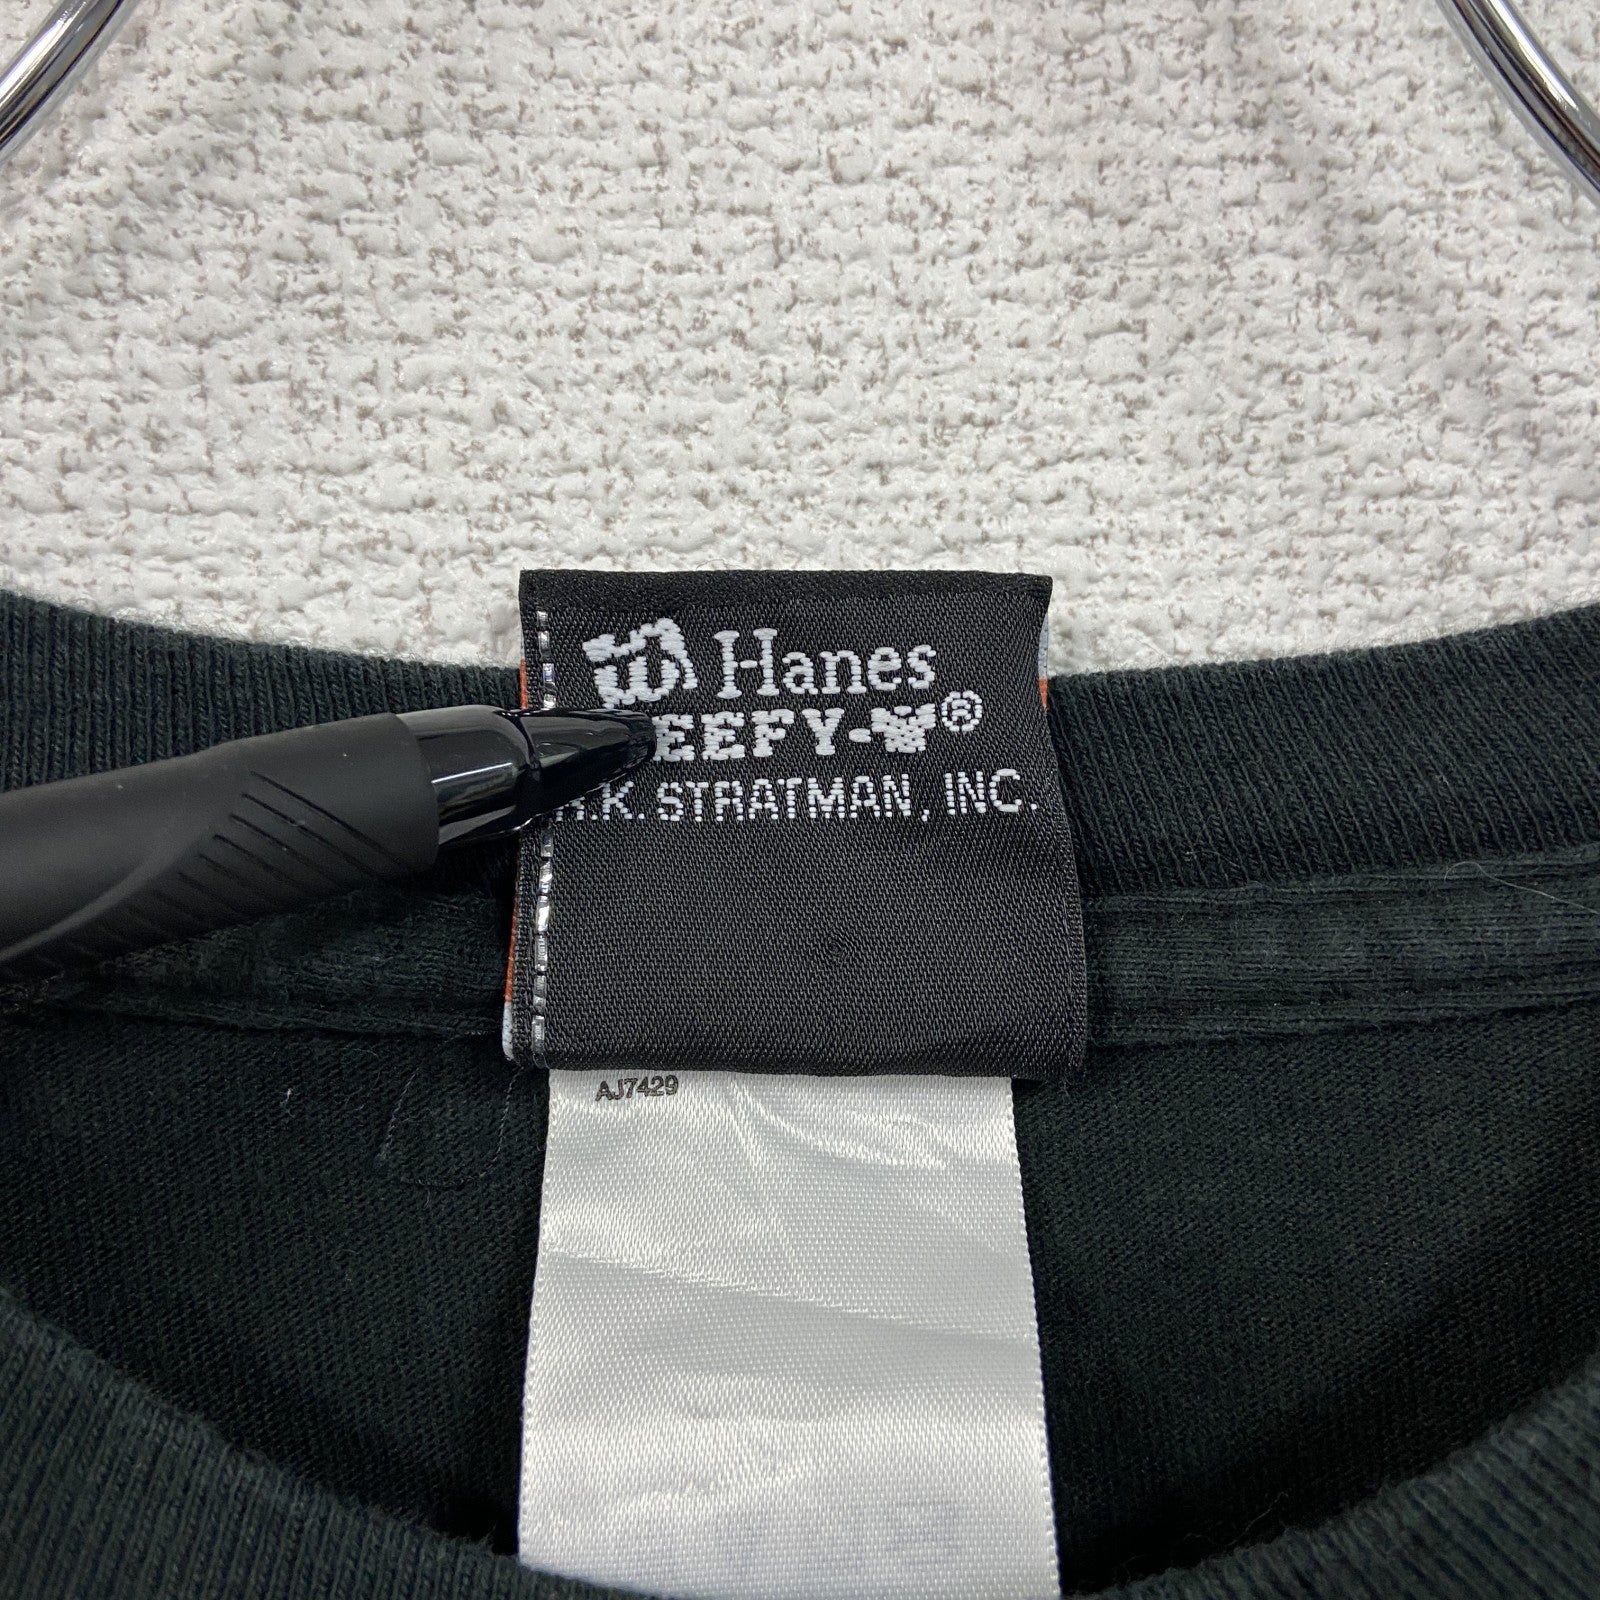 Hanes
EEFY-®
R.K. STRATMAN, INC.
AJ7429